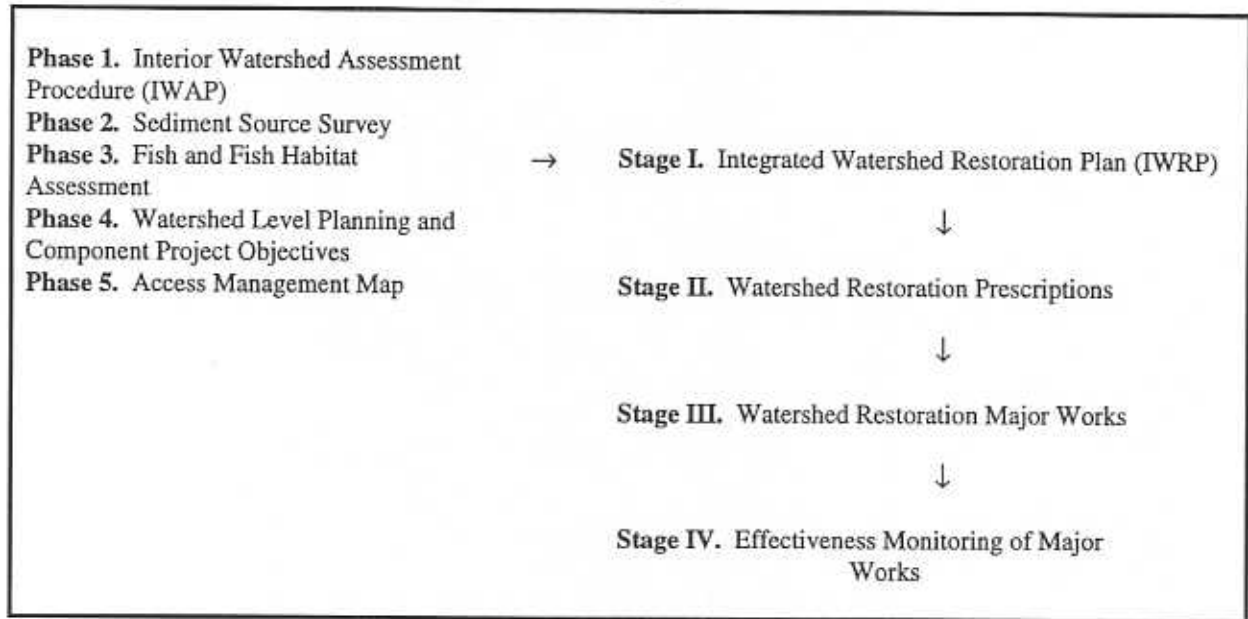 Phase 1. Interior Watershed Assessment
Procedure (IWAP)
Phase 2. Sediment Source Survey
Phase 3. Fish and Fish Habitat
Assessment
Phase 4. Watershed Level Planning and
Component Project Objectives
Phase 5. Access Management Map
→
Stage I. Integrated Watershed Restoration Plan (IWRP)
↓
Stage II. Watershed Restoration Prescriptions
↓
Stage III. Watershed Restoration Major Works
↓
Stage IV. Effectiveness Monitoring of Major
Works